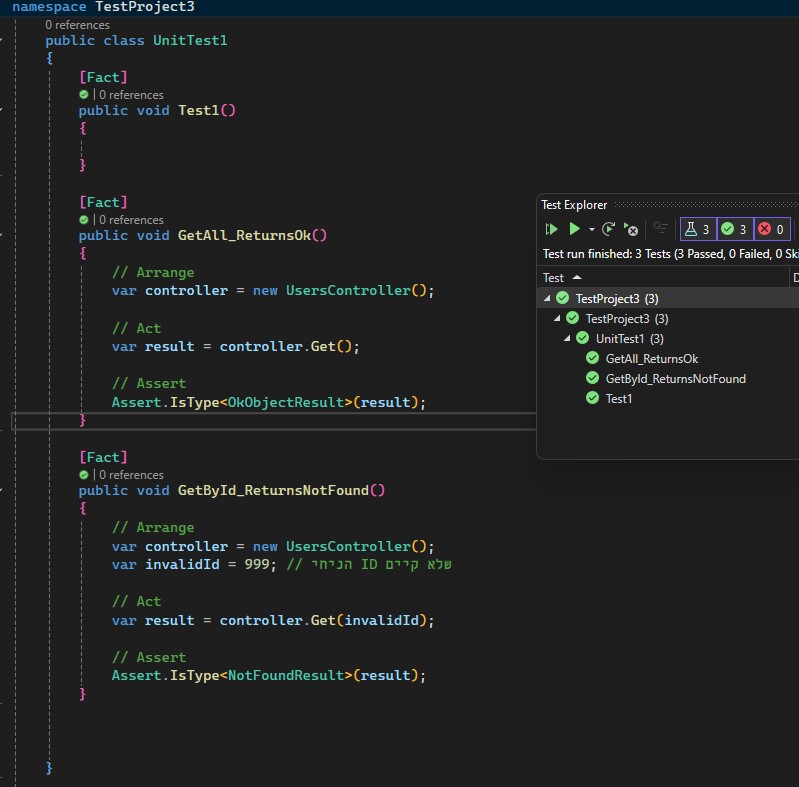 namespace TestProject3
0 references
public class UnitTest1
{
[Fact]
| 0 references
public void Test1()
{
}
[Fact]
| 0 references
public void GetAll_ReturnsOk()
{
// Arrange
var controller = new UsersController();
// Act
var result = controller.Get();
// Assert
Assert.IsType<OkObjectResult>(result);
}
[Fact]
| 0 references
public void GetById_ReturnsNotFound()
{
// Arrange
var controller = new UsersController();
var invalidId = 999; // הניחי ID שלא קיים
// Act
var result = controller.Get(invalidId);
// Assert
Assert.IsType<NotFoundResult>(result);
}
}
Test Explorer
3 3 0
Test run finished: 3 Tests (3 Passed, 0 Failed, 0 Ski
Test D
TestProject3 (3)
TestProject3 (3)
UnitTest1 (3)
GetAll_ReturnsOk
GetById_ReturnsNotFound
Test1